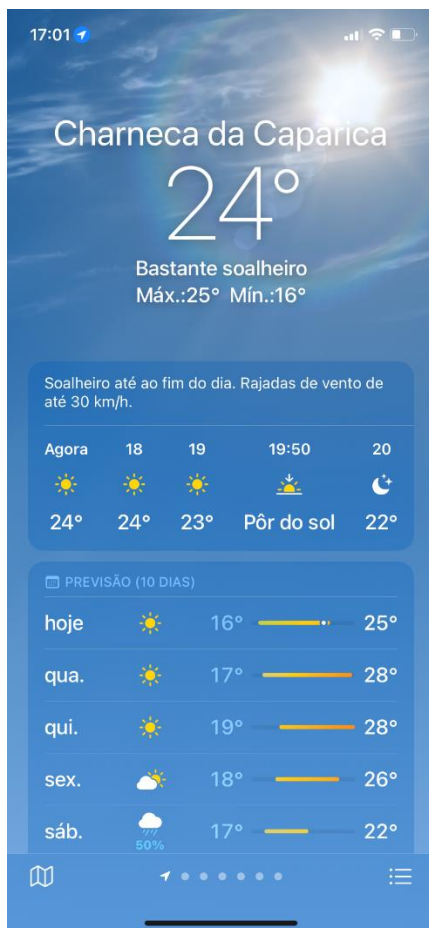 17:01
Charneca da Caparica
24°
Bastante soalheiro
Máx.:25° Mín.:16°
Soalheiro até ao fim do dia. Rajadas de vento de
até 30 km/h.
Agora 18 19 19:50 20
24° 24° 23° Pôr do sol 22°
PREVISÃO (10 DIAS)
hoje 16° 25°
qua. 17° 28°
qui. 19° 28°
sex. 18° 26°
sáb. 50% 17° 22°